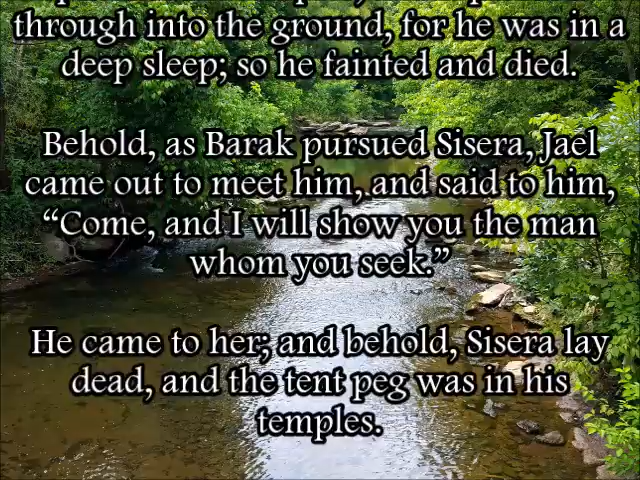 through into the ground, for he was in a
deep sleep; so he fainted and died.
Behold, as Barak pursued Sisera, Jael
came out to meet him, and said to him,
“Come, and I will show you the man
whom you seek.”
He came to her; and behold, Sisera lay
dead, and the tent peg was in his
temples.